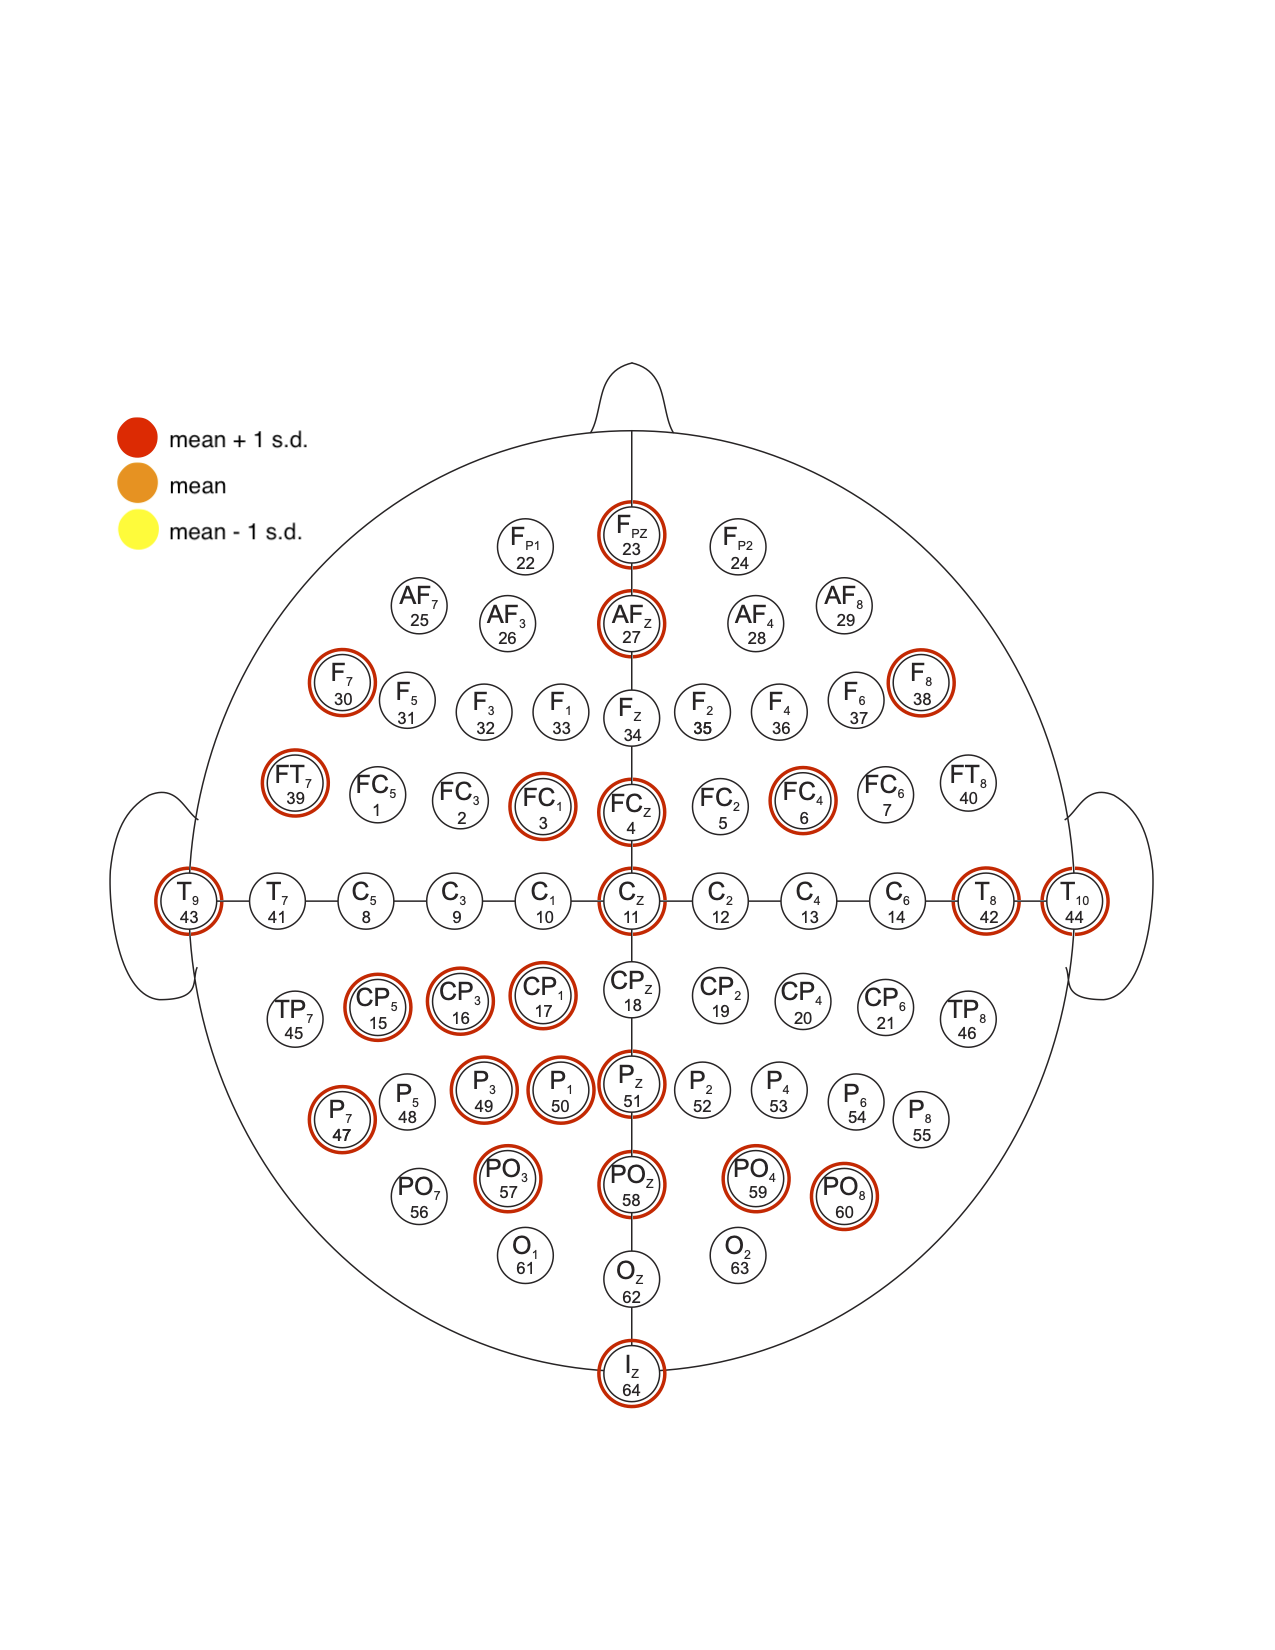 mean + 1 s.d.
mean
mean - 1 s.d.
FP1 FPZ FP2
22 23 24
AF7 AF3 AFZ AF4 AF8
25 26 27 28 29
F7 F5 F3 F1 FZ F2 F4 F6 F8
30 31 32 33 34 35 36 37 38
FT7 FC5 FC3 FC1 FCZ FC2 FC4 FC6 FT8
39 1 2 3 4 5 6 7 40
T9 T7 C5 C3 C1 CZ C2 C4 C6 T8 T10
43 41 8 9 10 11 12 13 14 42 44
TP7 CP5 CP3 CP1 CPZ CP2 CP4 CP6 TP8
45 15 16 17 18 19 20 21 46
P7 P5 P3 P1 PZ P2 P4 P6 P8
47 48 49 50 51 52 53 54 55
PO7 PO3 POZ PO4 PO8
56 57 58 59 60
O1 OZ O2
61 62 63
IZ
64